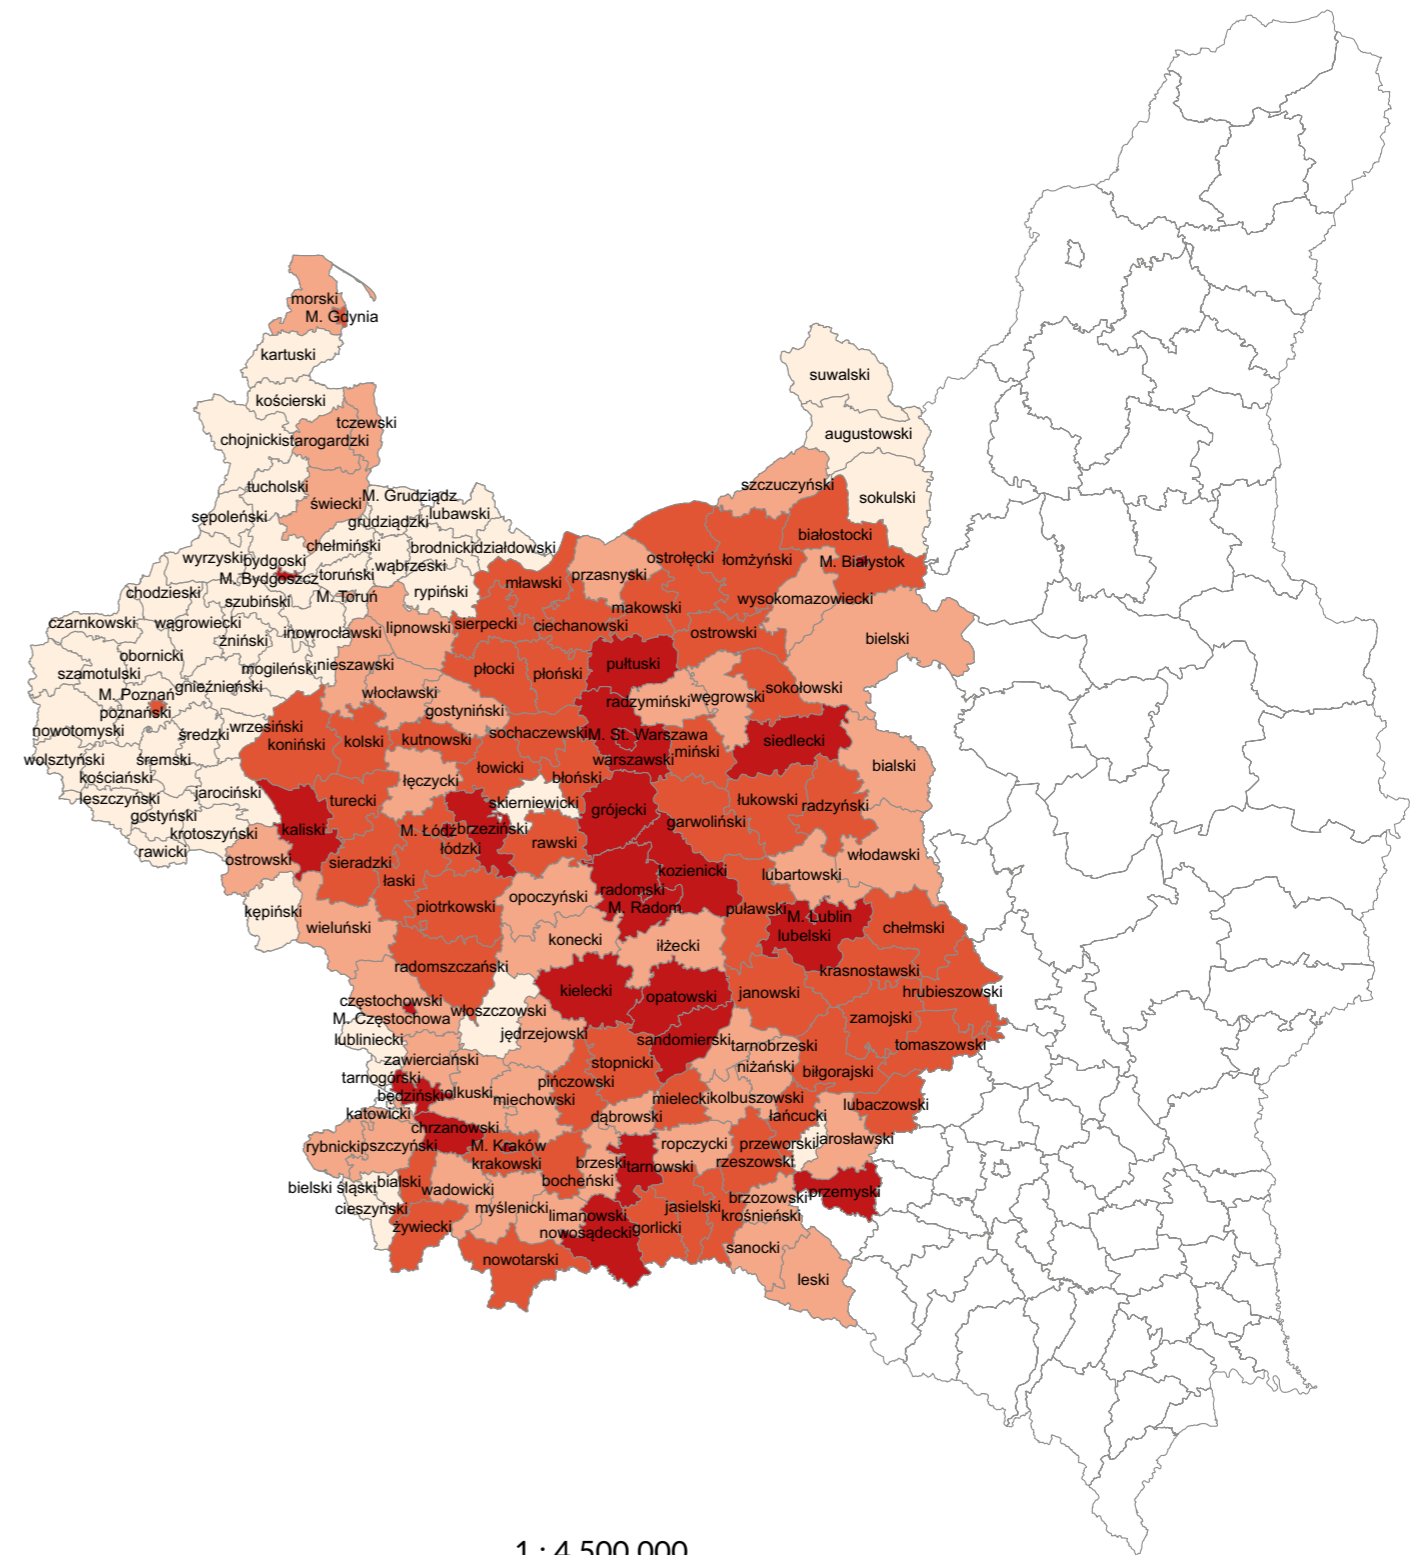 morski
M. Gdynia
kartuski
kościerski
tczewski
chojnicki
starogardzki
tucholski
świecki
M. Grudziądz
sępoleński
grudziądzki
lubawski
chełmiński
brodnicki
działdowski
wyrzyski
bydgoski
wąbrzeski
M. Bydgoszcz
toruński
chodzieski
szubiński
M. Toruń
rypiński
czarnkowski
wągrowiecki
żniński
inowrocławski
lipnowski
obornicki
szamotulski
mogileński
nieszawski
M. Poznań
gnieźnieński
włocławski
poznański
gostyniński
nowotomyski
średzki
wrzesiński
koniński
kolski
kutnowski
wolsztyński
śremski
kościański
jarociński
leszczyński
gostyński
krotoszyński
rawicki
ostrowski
kępiński
suwalski
augustowski
szczuczyński
sokulski
białostocki
M. Białystok
ostrołęcki
łomżyński
mławski
przasnyski
wysokomazowiecki
makowski
sierpecki
ciechanowski
ostrowski
bielski
płocki
płoński
pułtuski
radzymiński
węgrowski
sokołowski
sochaczewski
M. St. Warszawa
miński
siedlecki
warszawski
bialski
łowicki
błoński
łęczycki
skierniewicki
grójecki
łukowski
radzyński
garwoliński
turecki
kaliski
M. Łódź
brzeziński
łódzki
rawski
sieradzki
włodawski
lubartowski
łaski
kozienicki
radomski
opoczyński
piotrkowski
M. Radom
puławski
M. Lublin
lubelski
chełmski
wieluński
konecki
iłżecki
radomszczański
krasnostawski
kielecki
opatowski
janowski
hrubieszowski
częstochowski
włoszczowski
M. Częstochowa
zamojski
lubliniecki
jędrzejowski
sandomierski
tarnobrzeski
tomaszowski
zawierciański
stopnicki
niżański
biłgorajski
tarnogórski
pińczowski
będziński
olkuski
miechowski
mielecki
kolbuszowski
lubaczowski
katowicki
dąbrowski
łańcucki
chrzanowski
rybnicki
pszczyński
M. Kraków
ropczycki
przeworski
jarosławski
krakowski
brzeski
tarnowski
rzeszowski
bielski śląski
bialski
wadowicki
bocheński
brzozowski
przemyski
cieszyński
myślenicki
limanowski
jasielski
krośnieński
żywiecki
nowosądecki
gorlicki
nowotarski
sanocki
leski
1 : 4 500 000